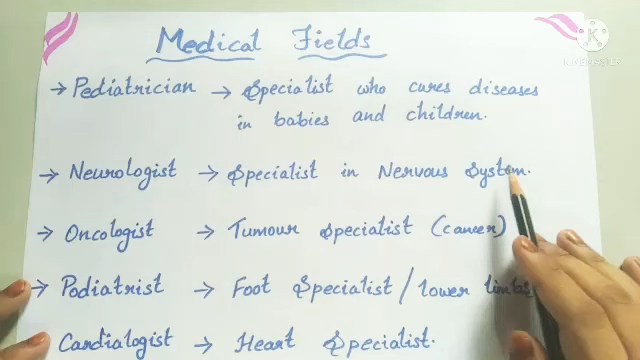 Medical Fields
→ Pediatrician → Specialist who cures diseases
in babies and children.
→ Neurologist → Specialist in Nervous System.
→ Oncologist → Tumour Specialist (cancer)
→ Podiatrist → Foot Specialist / lower limbs
Cardialogist → Heart Specialist.